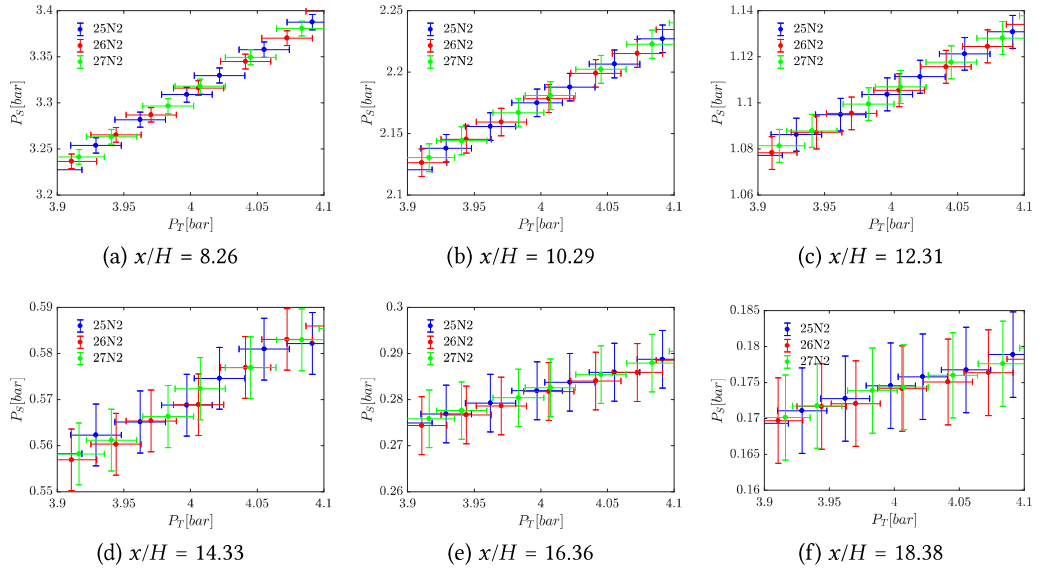 3.4
3.35
3.3
3.25
3.2
P_S[bar]
25N2
26N2
27N2
3.9 3.95 4 4.05 4.1
P_T[bar]
(a) x/H = 8.26
2.25
2.2
2.15
2.1
P_S[bar]
25N2
26N2
27N2
3.9 3.95 4 4.05 4.1
P_T[bar]
(b) x/H = 10.29
1.14
1.12
1.1
1.08
1.06
P_S[bar]
25N2
26N2
27N2
3.9 3.95 4 4.05 4.1
P_T[bar]
(c) x/H = 12.31
0.59
0.58
0.57
0.56
0.55
P_S[bar]
25N2
26N2
27N2
3.9 3.95 4 4.05 4.1
P_T[bar]
(d) x/H = 14.33
0.3
0.29
0.28
0.27
0.26
P_S[bar]
25N2
26N2
27N2
3.9 3.95 4 4.05 4.1
P_T[bar]
(e) x/H = 16.36
0.185
0.18
0.175
0.17
0.165
0.16
P_S[bar]
25N2
26N2
27N2
3.9 3.95 4 4.05 4.1
P_T[bar]
(f) x/H = 18.38